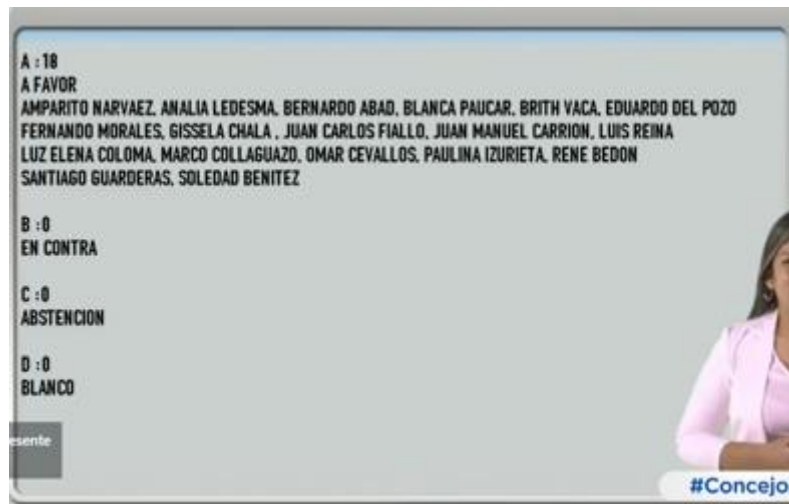 A :18
A FAVOR
AMPARITO NARVAEZ, ANALIA LEDESMA, BERNARDO ABAD, BLANCA PAUCAR, BRITH VACA, EDUARDO DEL POZO
FERNANDO MORALES, GISSELA CHALA , JUAN CARLOS FIALLO, JUAN MANUEL CARRION, LUIS REINA
LUZ ELENA COLOMA, MARCO COLLAGUAZO, OMAR CEVALLOS, PAULINA IZURIETA, RENE BEDON
SANTIAGO GUARDERAS, SOLEDAD BENITEZ
B :0
EN CONTRA
C :0
ABSTENCION
D :0
BLANCO
esente
#Concejo